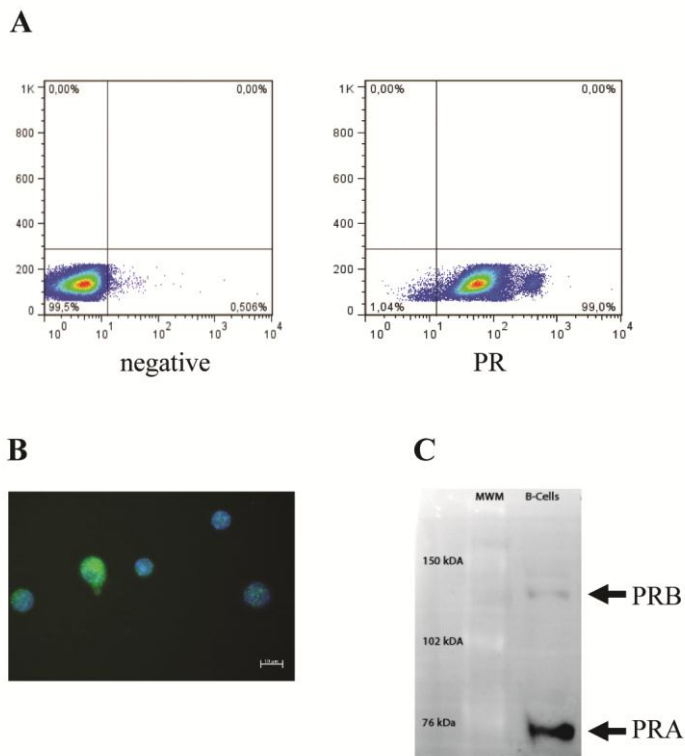 A
1K
800
600
400
200
0
0,00%
0,00%
99,5%
0,506%
10^0
10^1
10^2
10^3
10^4
negative
1K
800
600
400
200
0
0,00%
0,00%
1,04%
99,0%
10^0
10^1
10^2
10^3
10^4
PR
B
10 µm
C
MWM B-Cells
150 kDA
PRB
102 kDA
76 kDa
PRA